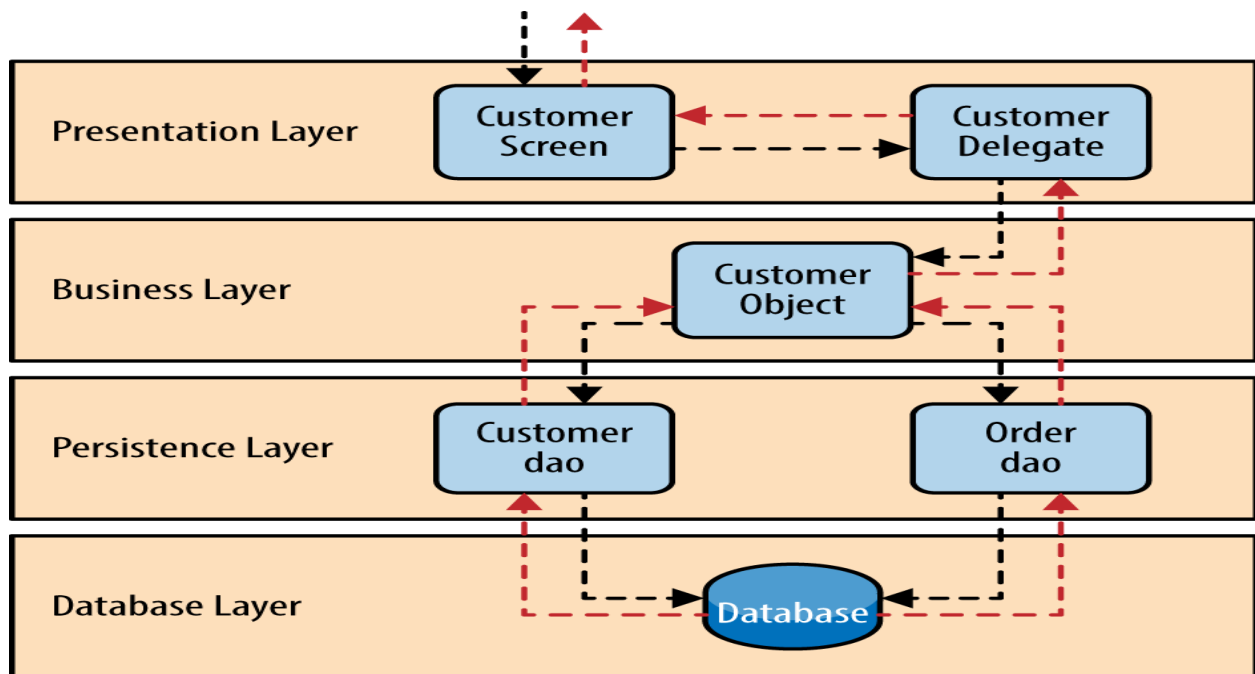 Presentation Layer
Customer
Screen
Customer
Delegate
Business Layer
Customer
Object
Persistence Layer
Customer
dao
Order
dao
Database Layer
Database